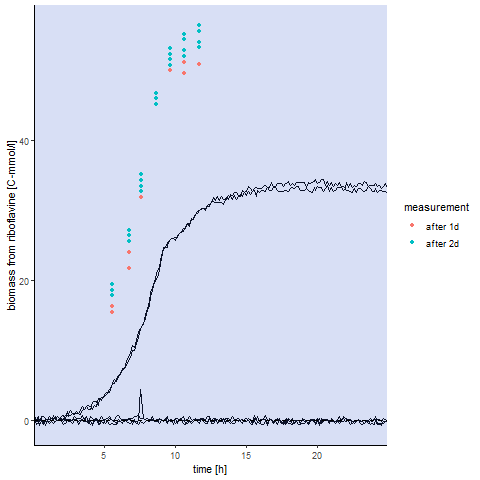 biomass from riboflavine [C-mmol/l]
40
20
0
5
10
15
20
time [h]
measurement
after 1d
after 2d